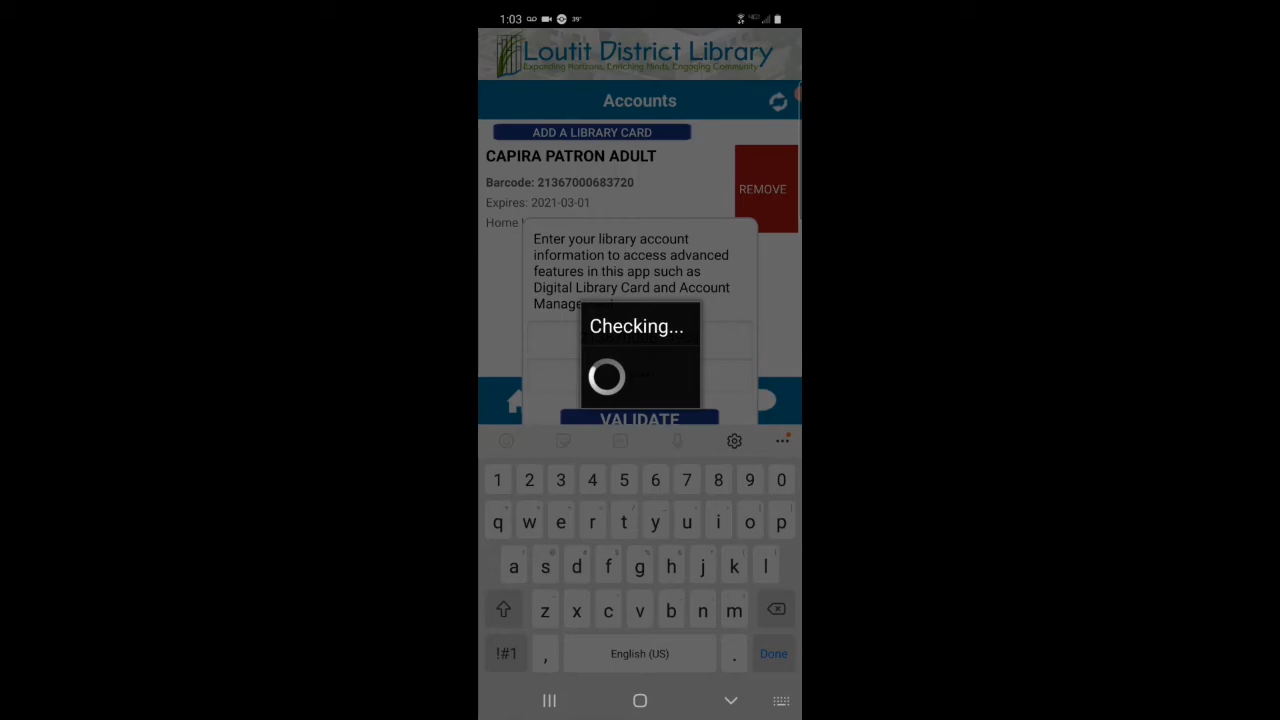 1:03 39°
Loutit District Library
Expanding Horizons, Enriching Minds, Engaging Community
Accounts
ADD A LIBRARY CARD
CAPIRA PATRON ADULT
Barcode: 21367000683720
Expires: 2021-03-01
REMOVE
Home
Enter your library account
information to access advanced
features in this app such as
Digital Library Card and Account
Manage
Checking...
VALIDATE
1 2 3 4 5 6 7 8 9 0
q w e r t y u i o p
a s d f g h j k l
z x c v b n m
!#1 , English (US) . Done